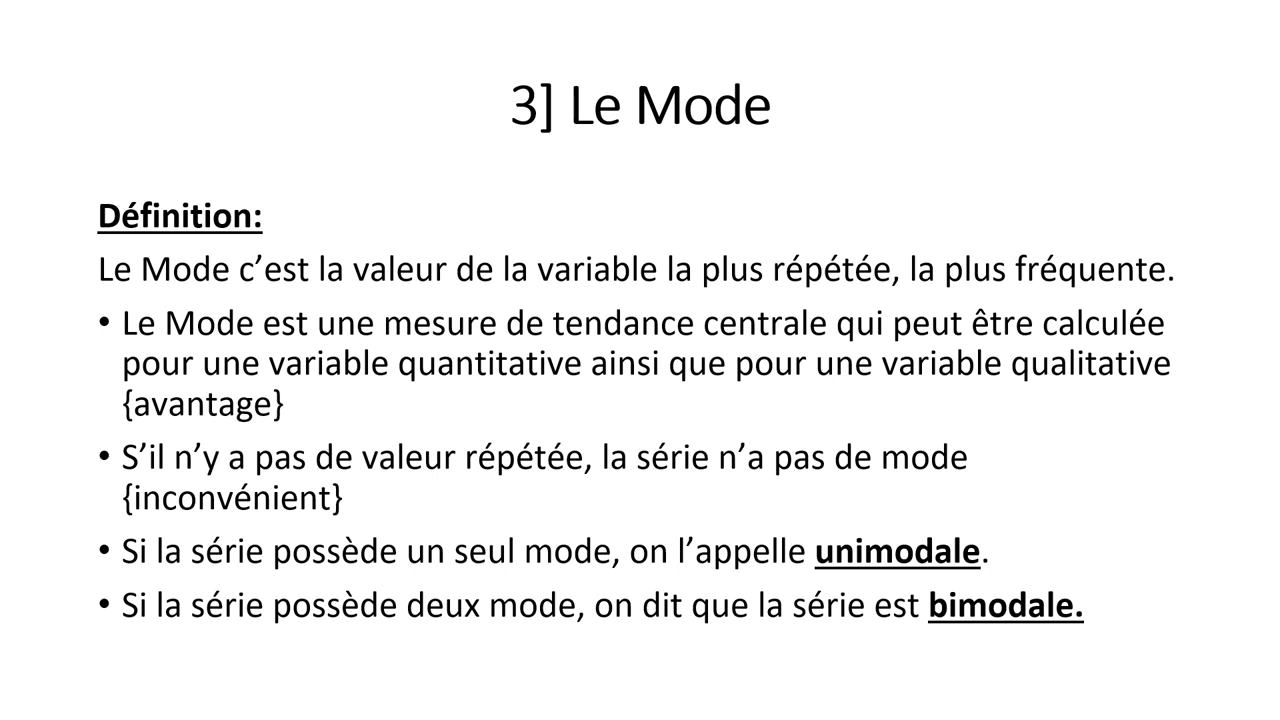 3] Le Mode
Définition:
Le Mode c’est la valeur de la variable la plus répétée, la plus fréquente.
• Le Mode est une mesure de tendance centrale qui peut être calculée
pour une variable quantitative ainsi que pour une variable qualitative
{avantage}
• S’il n’y a pas de valeur répétée, la série n’a pas de mode
{inconvénient}
• Si la série possède un seul mode, on l’appelle unimodale.
• Si la série possède deux mode, on dit que la série est bimodale.